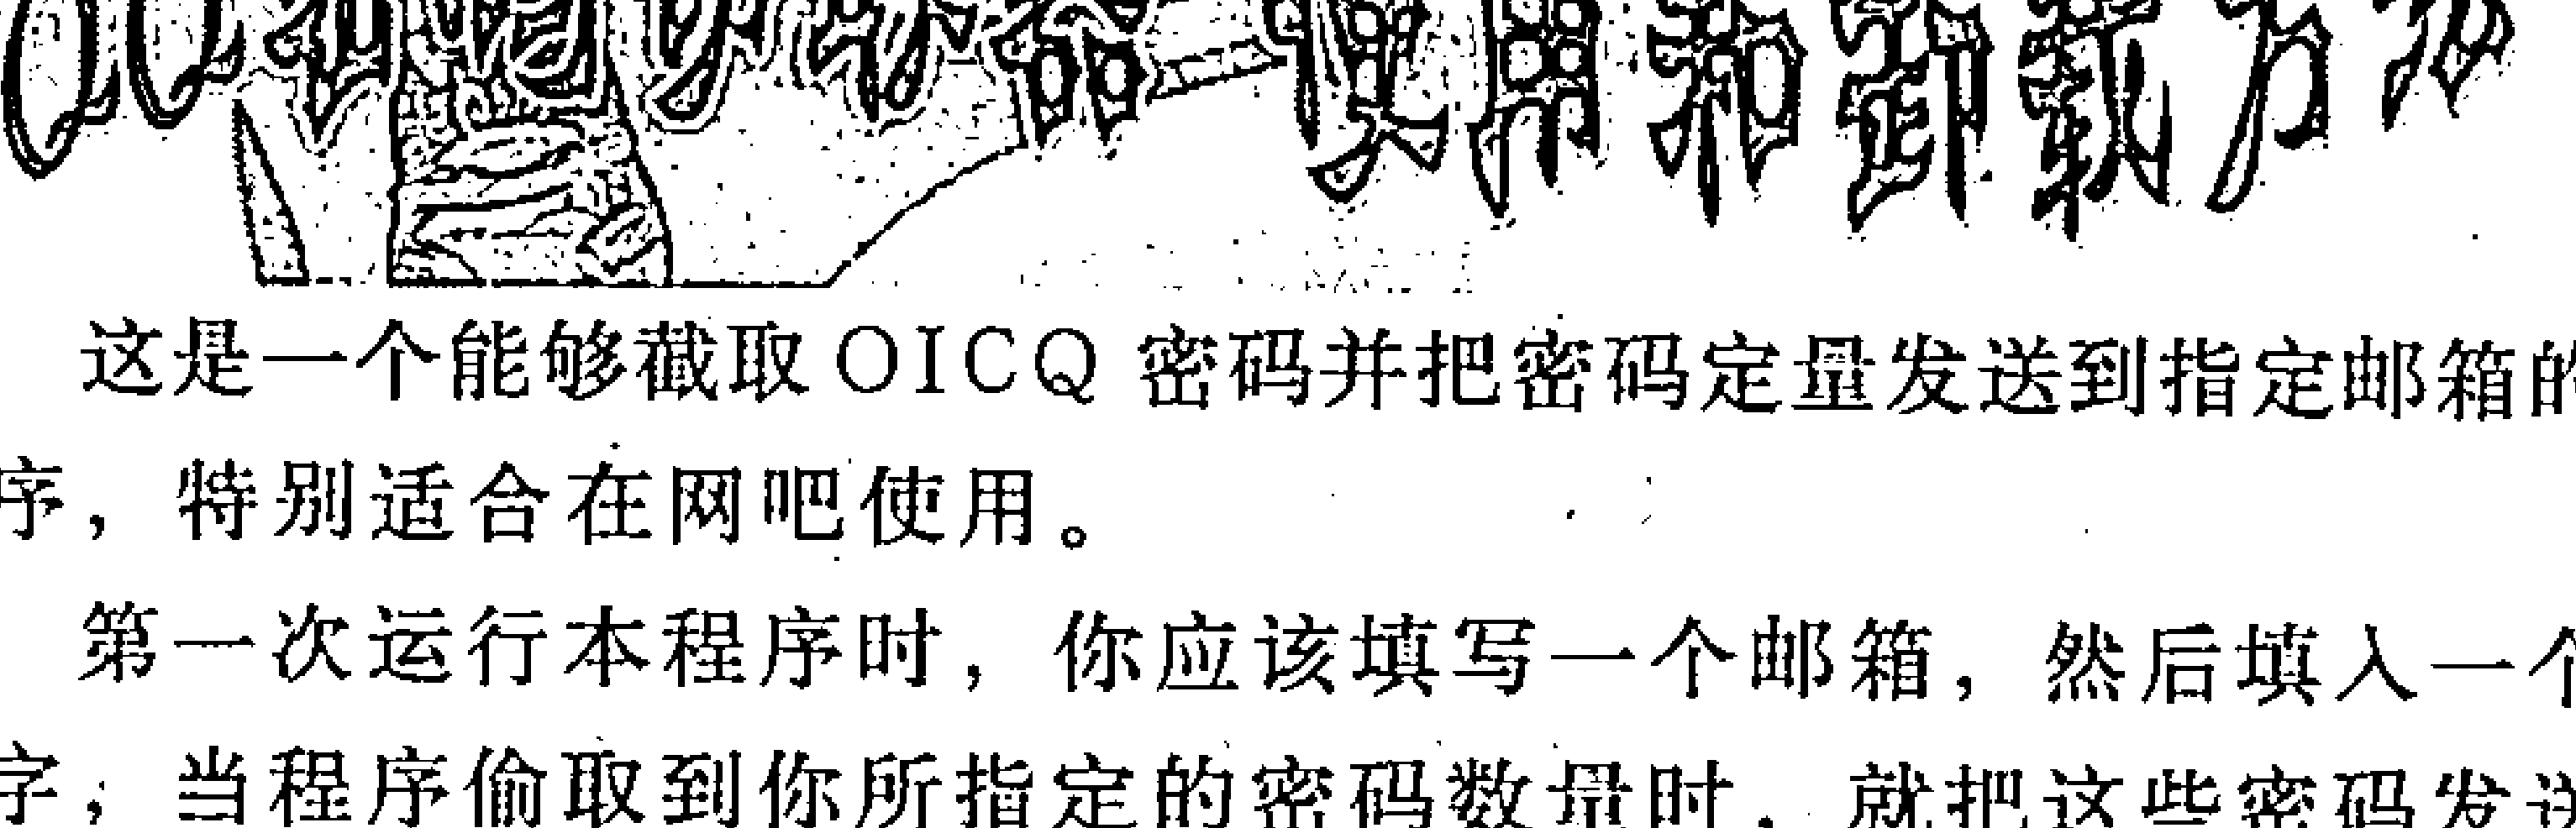 这是一个能够截取OICQ密码并把密码定量发送到指定邮箱的
序，特别适合在网吧使用。
第一次运行本程序时，你应该填写一个邮箱，然后填入一个
字，当程序偷取到你所指定的密码数量时，就把这些密码发送